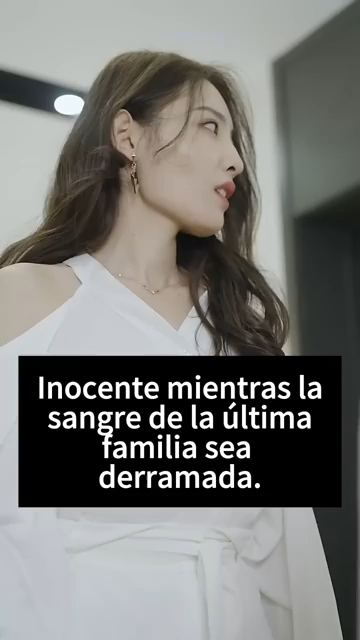 Inocente mientras la
sangre de la última
familia sea
derramada.